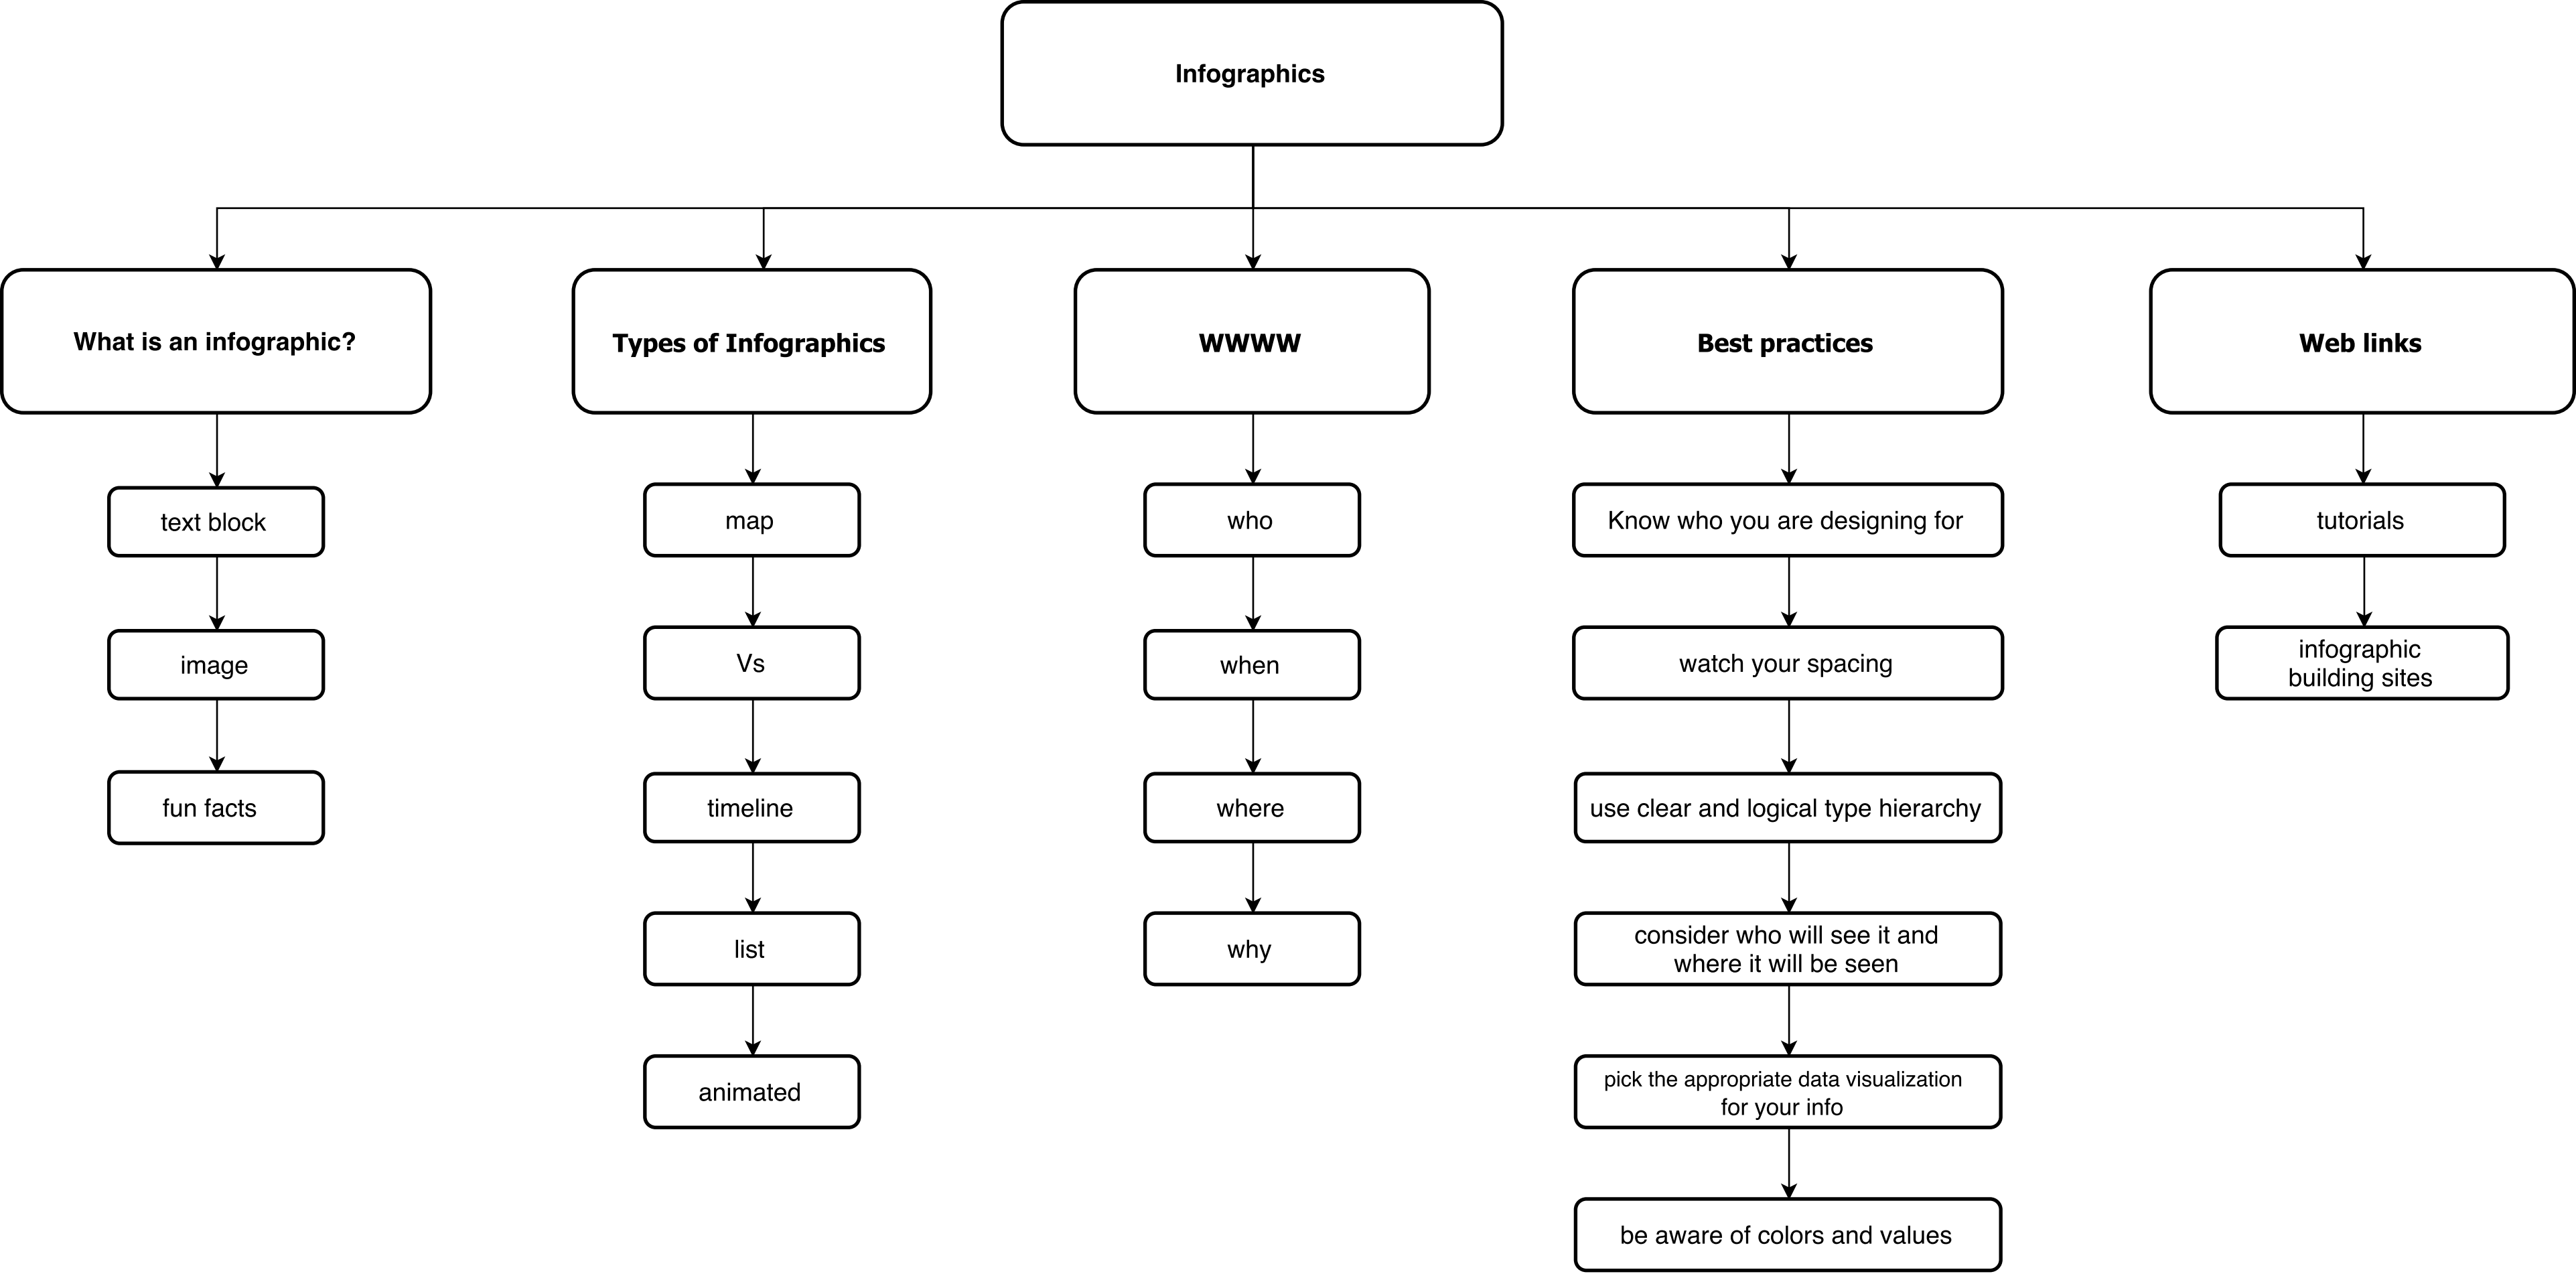 Infographics
What is an infographic?
Types of Infographics
WWWW
Best practices
Web links
text block
image
fun facts
map
Vs
timeline
list
animated
who
when
where
why
Know who you are designing for
watch your spacing
use clear and logical type hierarchy
consider who will see it and
where it will be seen
pick the appropriate data visualization
for your info
be aware of colors and values
tutorials
infographic
building sites